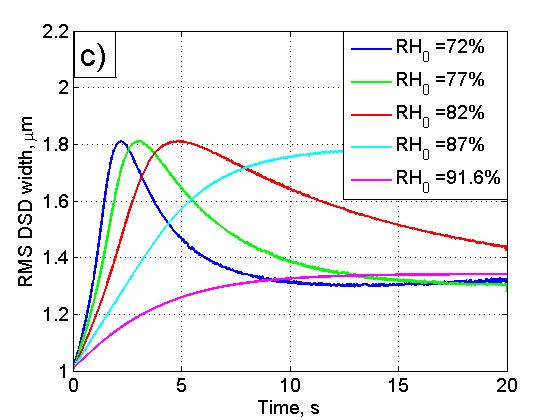 c)
RH0 =72%
RH0 =77%
RH0 =82%
RH0 =87%
RH0 =91.6%
RMS DSD width, μm
2.2
2
1.8
1.6
1.4
1.2
1
0 5 10 15 20
Time, s